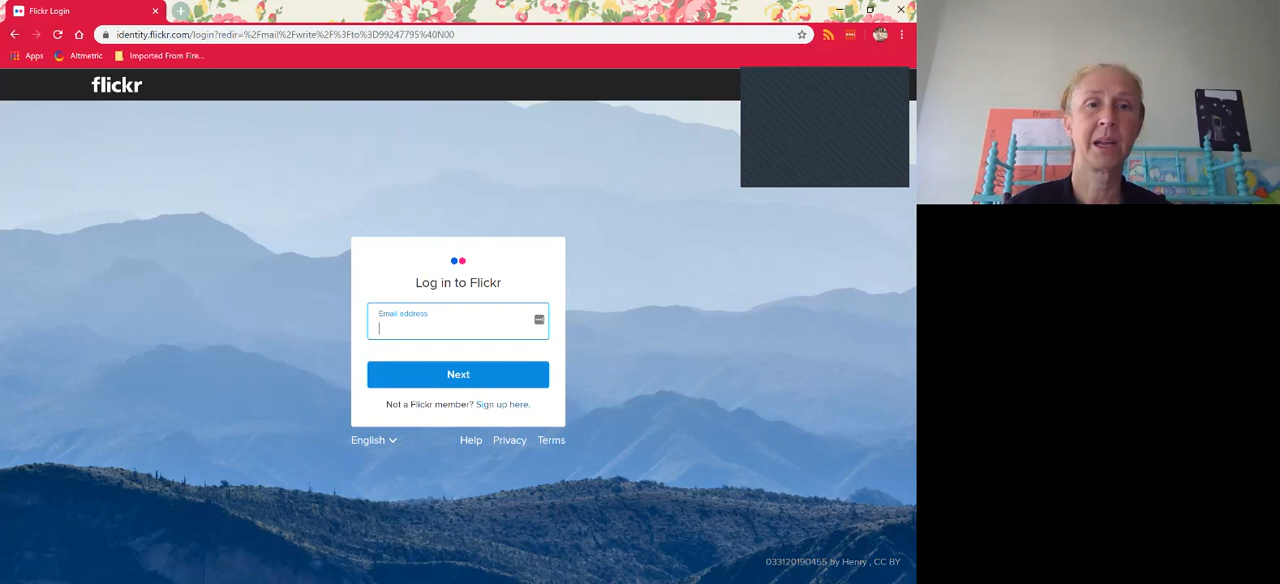 Flickr Login
identity.flickr.com/login?redir=%2Fmail%2Fwrite%2F%3Fto%3D99247795%40N00
Apps
Altmetric
Imported From Fire...
flickr
Log in to Flickr
Email address
Next
Not a Flickr member? Sign up here.
English
Help
Privacy
Terms
033120190455 by Henry , CC BY